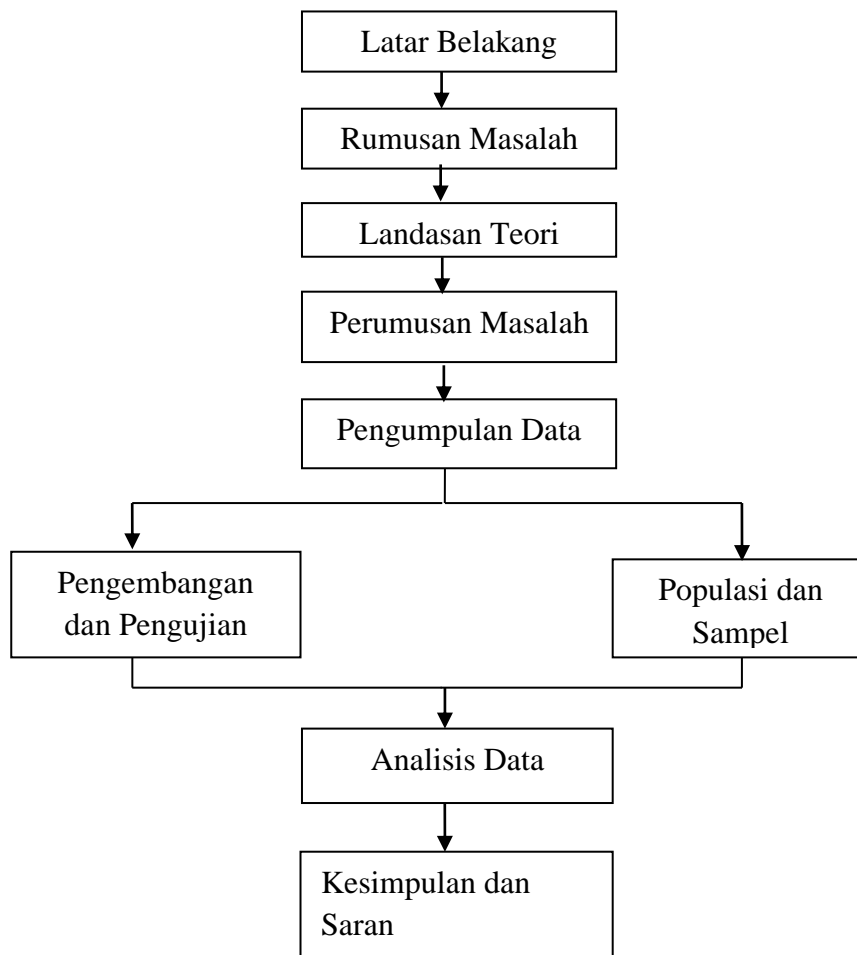 Latar Belakang
Rumusan Masalah
Landasan Teori
Perumusan Masalah
Pengumpulan Data
Pengembangan
dan Pengujian
Populasi dan
Sampel
Analisis Data
Kesimpulan dan
Saran